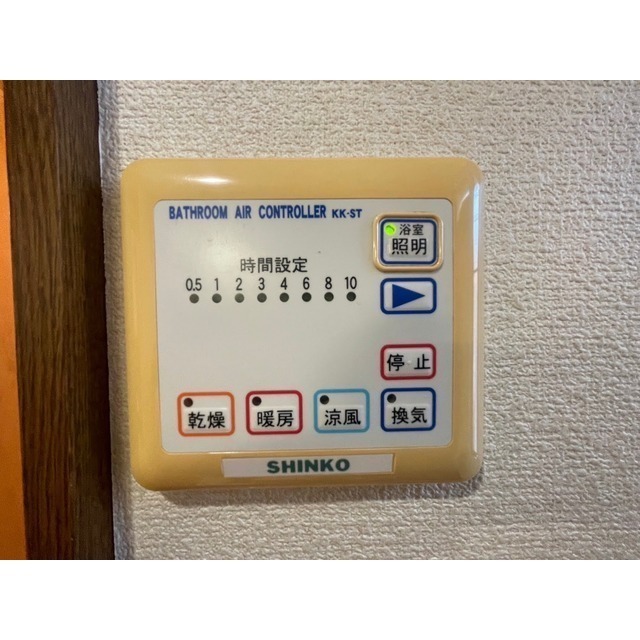 BATHROOM AIR CONTROLLER KK-ST
浴室
照明
時間設定
0.5 1 2 3 4 6 8 10
停止
乾燥 暖房 涼風 換気
SHINKO